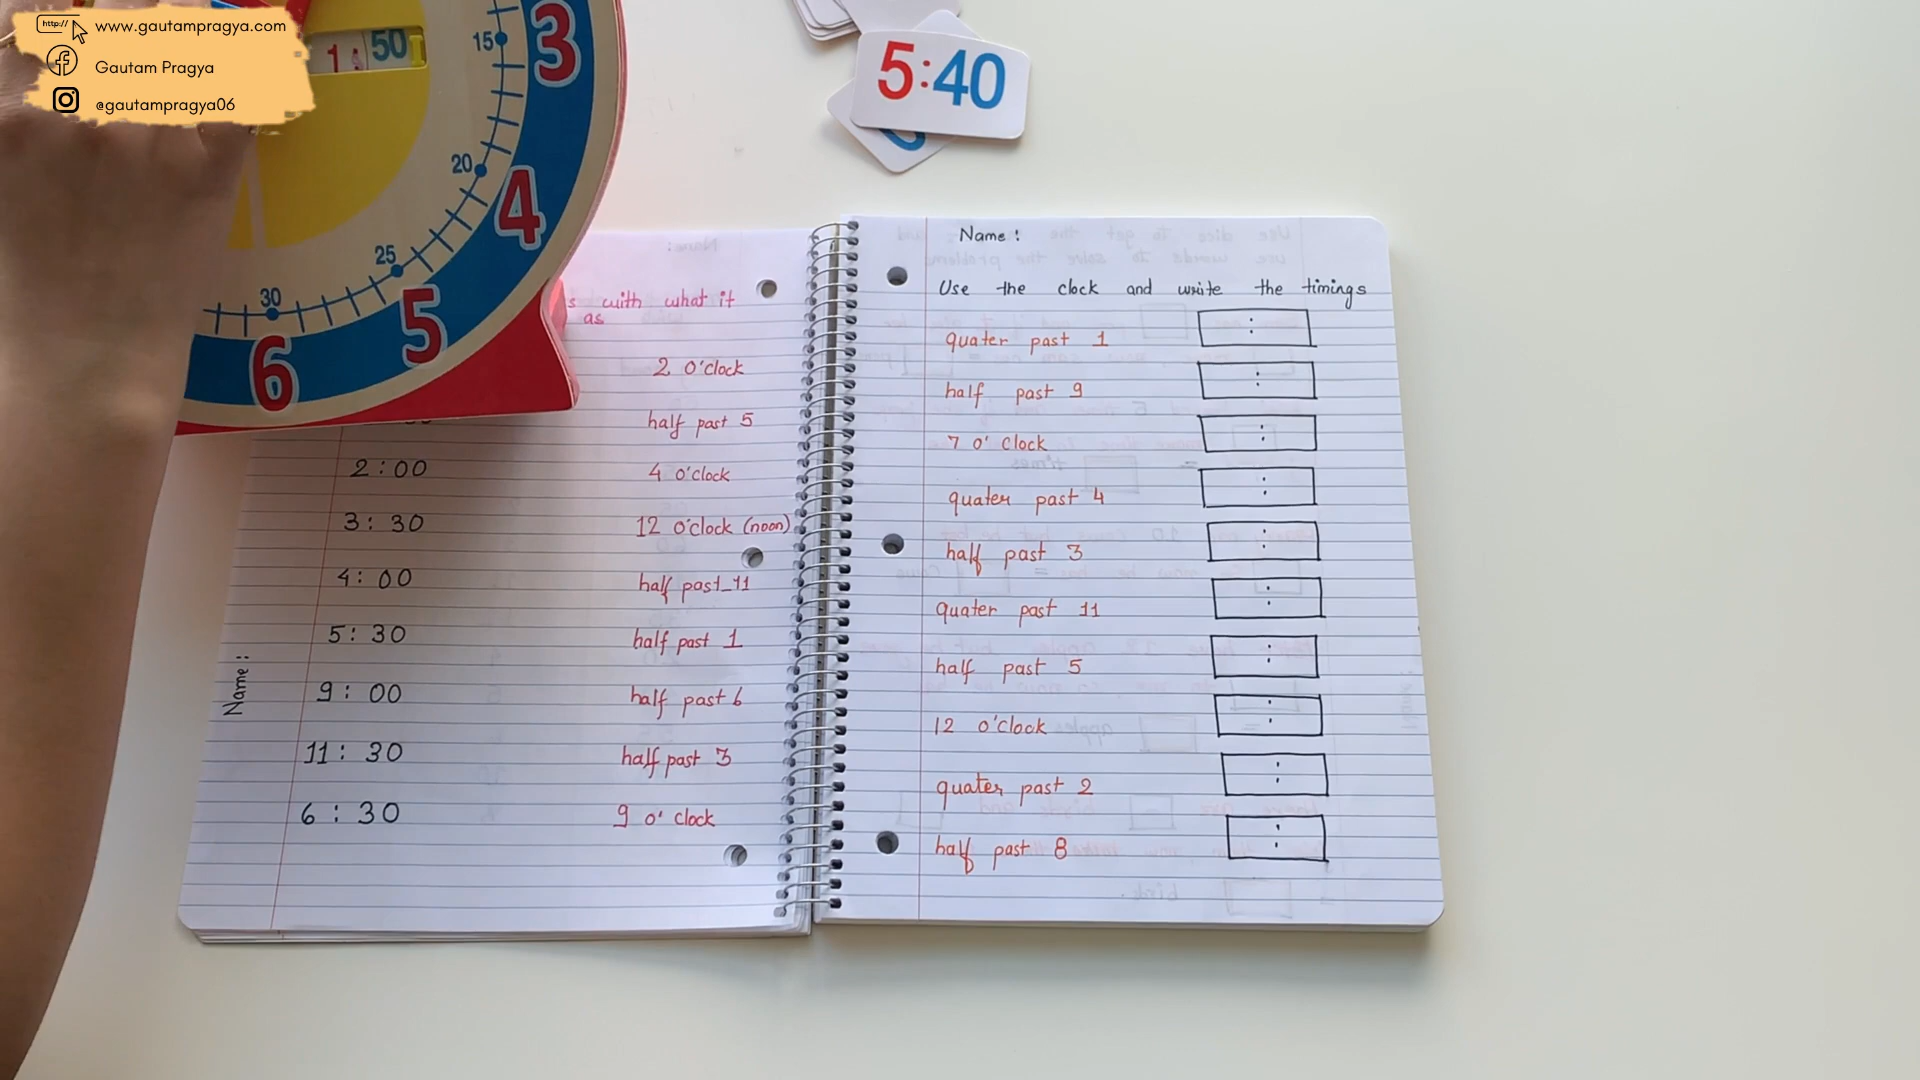 http://
www.gautampragya.com
Gautam Pragya
@gautampragya06
1:50
15
3
20
4
25
5
30
6
5:40
s with what it
as
2 O'clock
half past 5
2:00
4 O'clock
3:30
12 O'clock (noon)
4:00
half past 11
5:30
half past 1
9:00
half past 6
11:30
half past 3
6:30
9 o'clock
Name:
Name:
Use the clock and write the timings
quater past 1 :
half past 9 :
7 o'clock :
quater past 4 :
half past 3 :
quater past 11 :
half past 5 :
12 o'clock :
quater past 2 :
half past 8 :